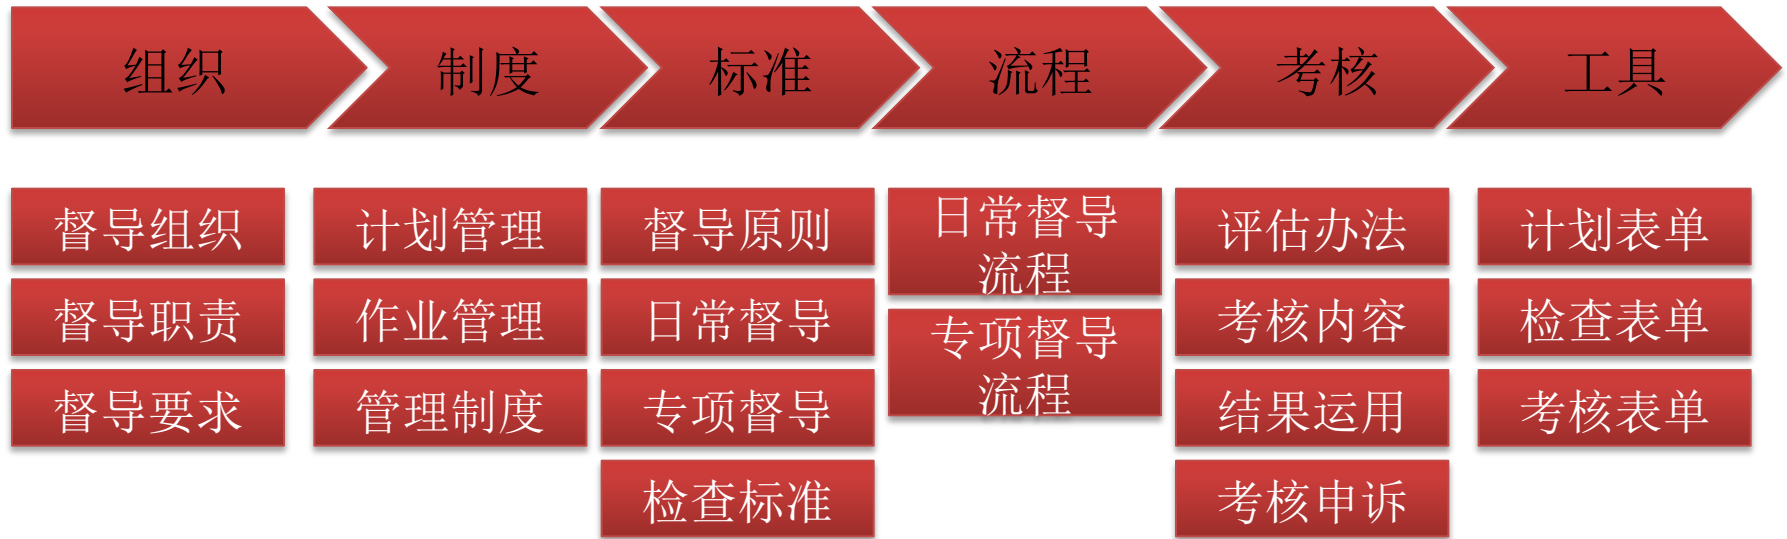 组织
制度
标准
流程
考核
工具
督导组织
督导职责
督导要求
计划管理
作业管理
管理制度
督导原则
日常督导
专项督导
检查标准
日常督导
流程
专项督导
流程
评估办法
考核内容
结果运用
考核申诉
计划表单
检查表单
考核表单